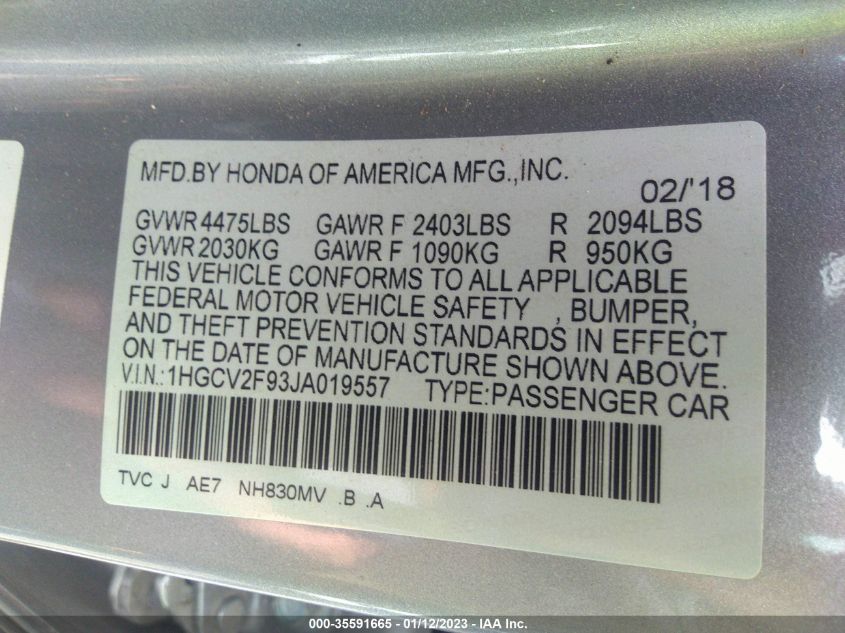 MFD.BY HONDA OF AMERICA MFG.,INC.
02/'18
GVWR 4475LBS GAWR F 2403LBS R 2094LBS
GVWR 2030KG GAWR F 1090KG R 950KG
THIS VEHICLE CONFORMS TO ALL APPLICABLE
FEDERAL MOTOR VEHICLE SAFETY , BUMPER,
AND THEFT PREVENTION STANDARDS IN EFFECT
ON THE DATE OF MANUFACTURE SHOWN ABOVE.
V.I.N.:1HGCV2F93JA019557 TYPE:PASSENGER CAR
TVC J AE7 NH830MV .B .A
000-35591665 - 01/12/2023 - IAA Inc.